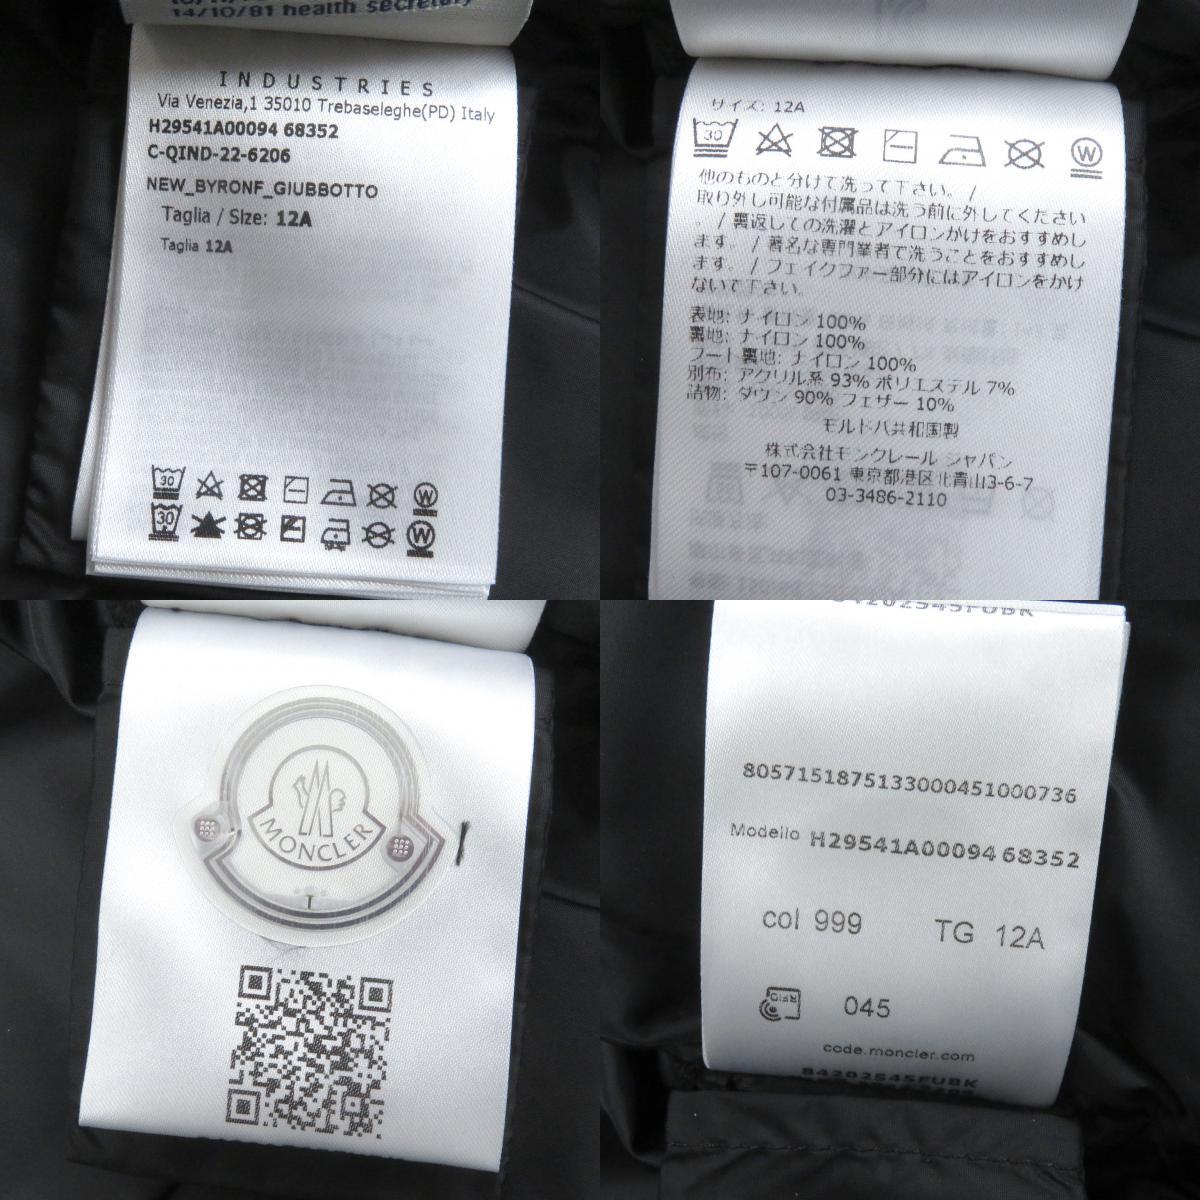 14/10/81 health secretary
INDUSTRIES
Via Venezia,1 35010 Trebaseleghe(PD) Italy
H29541A00094 68352
C-QIND-22-6206
NEW_BYRONF_GIUBBOTTO
Taglia / Size: 12A
Taglia 12A
30
W
30
W
サイズ: 12A
30
W
他のものと分けて洗って下さい。 /
取り外し可能な付属品は洗う前に外してください
。 / 裏返しての洗濯とアイロンがけをおすすめし
ます。 / 著名な専門業者で洗うことをおすすめし
ます。 / フェイクファー部分にはアイロンをかけ
ないで下さい。
表地: ナイロン 100%
裏地: ナイロン 100%
フード裏地: ナイロン 100%
別布: アクリル系 93% ポリエステル 7%
詰物: ダウン 90% フェザー 10%
モルドバ共和国製
株式会社モンクレール ジャパン
〒107-0061 東京都港区北青山3-6-7
03-3486-2110
MONCLER
T
84202545FUBK
8057151875133000451000736
Modello H29541A00094 68352
col 999 TG 12A
RFID 045
code.moncler.com
84202545FUBK